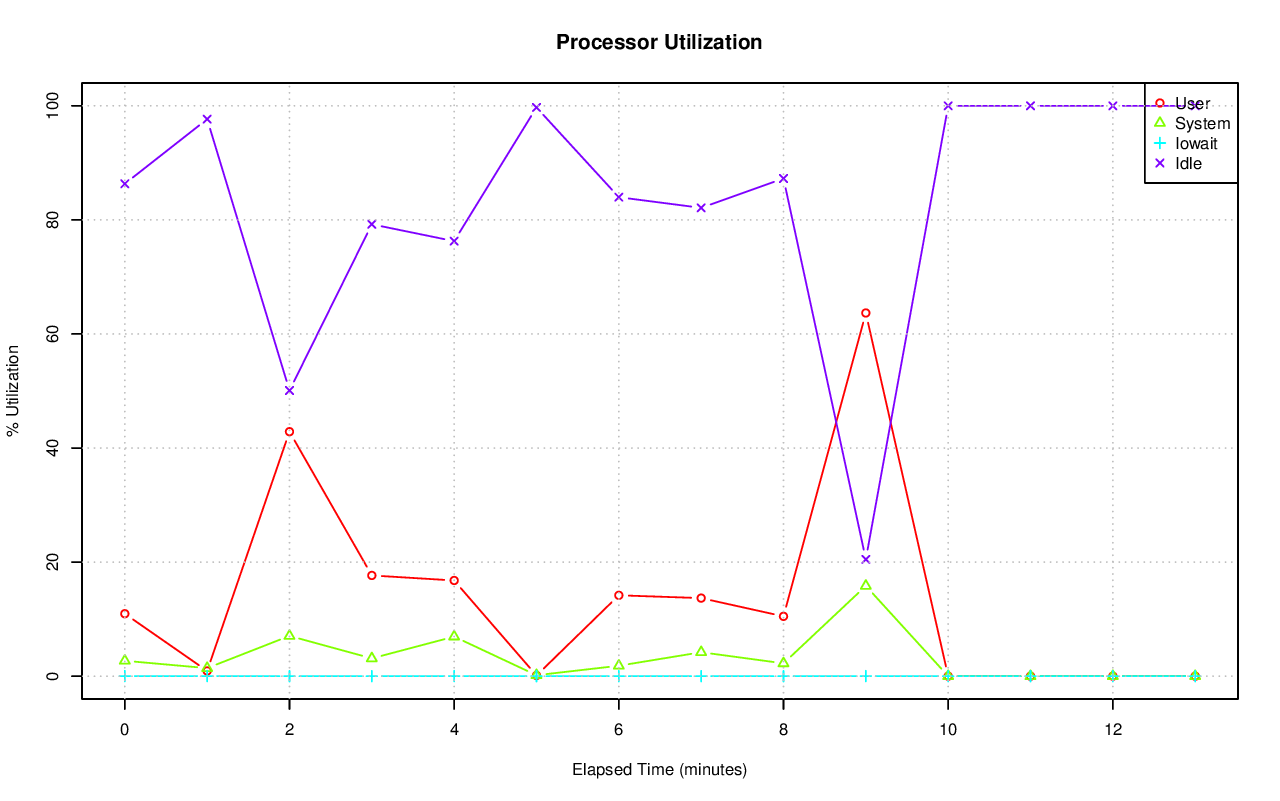 Processor Utilization
% Utilization
100
80
60
40
20
0
User
System
Iowait
Idle
0 2 4 6 8 10 12
Elapsed Time (minutes)